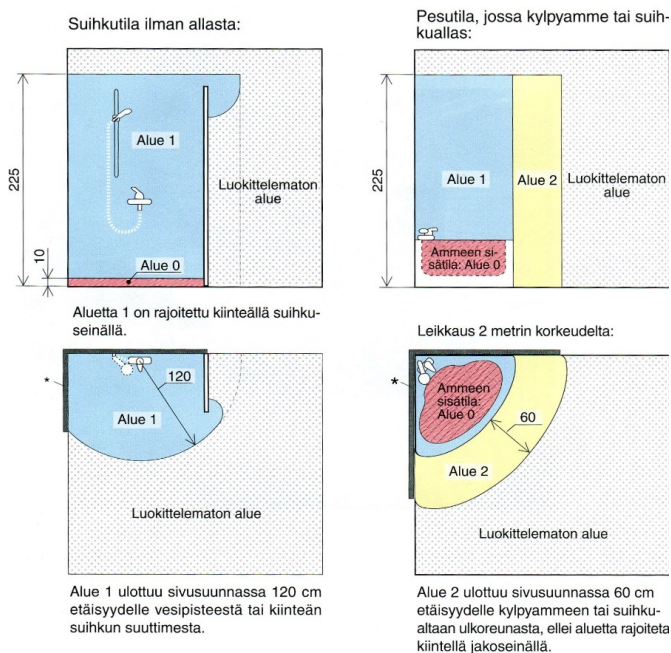 Suihkutila ilman allasta:
225
10
Alue 1
Luokittelematon
alue
Alue 0
Aluetta 1 on rajoitettu kiinteällä suihku-
seinällä.
*
120
Alue 1
Luokittelematon alue
Alue 1 ulottuu sivusuunnassa 120 cm
etäisyydelle vesipisteestä tai kiinteän
suihkun suuttimesta.
Pesutila, jossa kylpyamme tai suih-
kuallas:
225
Alue 1
Alue 2
Luokittelematon
alue
Ammeen si-
sätila: Alue 0
Leikkaus 2 metrin korkeudelta:
*
Ammeen
sisätila:
Alue 0
60
Alue 2
Luokittelematon alue
Alue 2 ulottuu sivusuunnassa 60 cm
etäisyydelle kylpyammeen tai suihku-
altaan ulkoreunasta, ellei aluetta rajoiteta
kiintellä jakoseinällä.